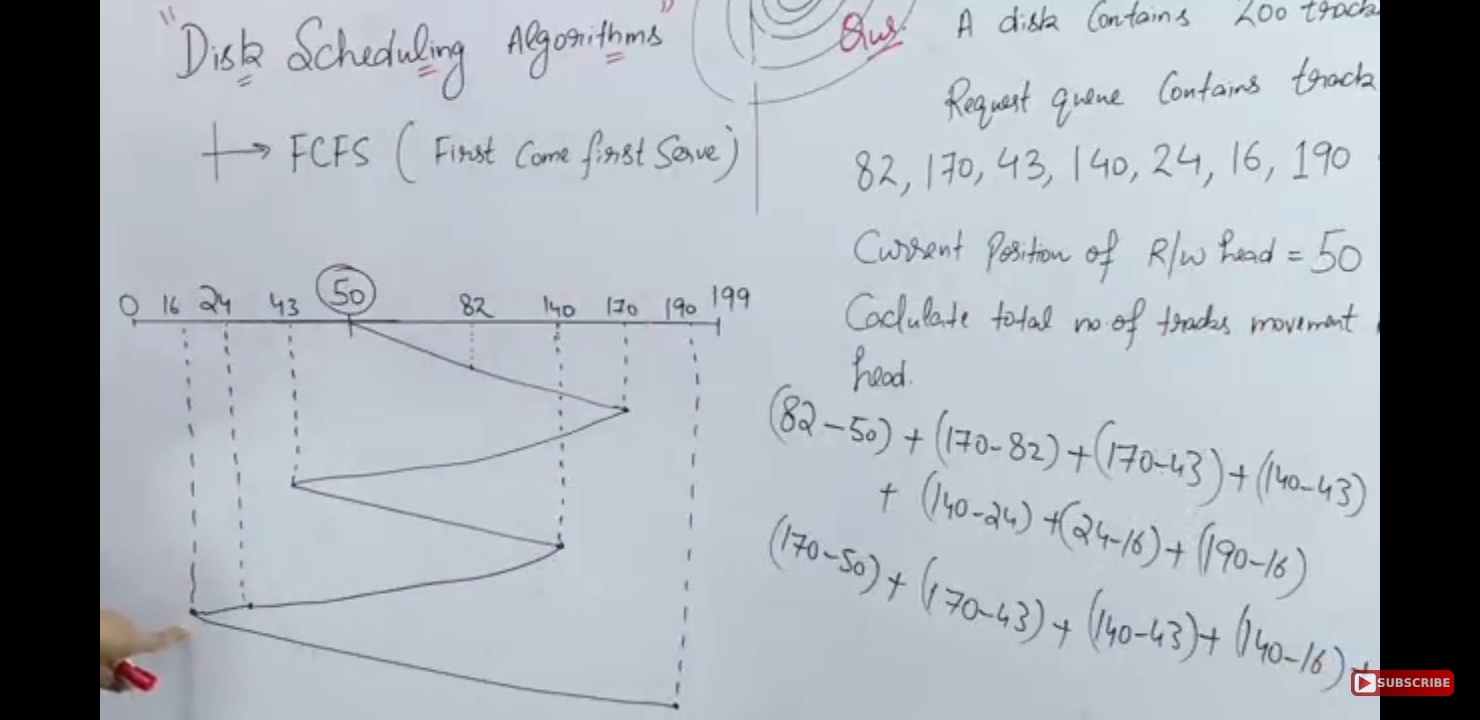 "Disk Scheduling Algorithms"
→ FCFS ( First Come first Serve)
0 16 24 43 50 82 140 170 190 199
Ques. A disk Contains 200 track
Request queue Contains track
82, 170, 43, 140, 24, 16, 190
Current Position of R/W head = 50
Caclulate total no of tracks movement
head.
(82-50) + (170-82) + (170-43) + (140-43)
+ (140-24) + (24-16) + (190-16)
(170-50) + (170-43) + (140-43) + (140-16) +
SUBSCRIBE